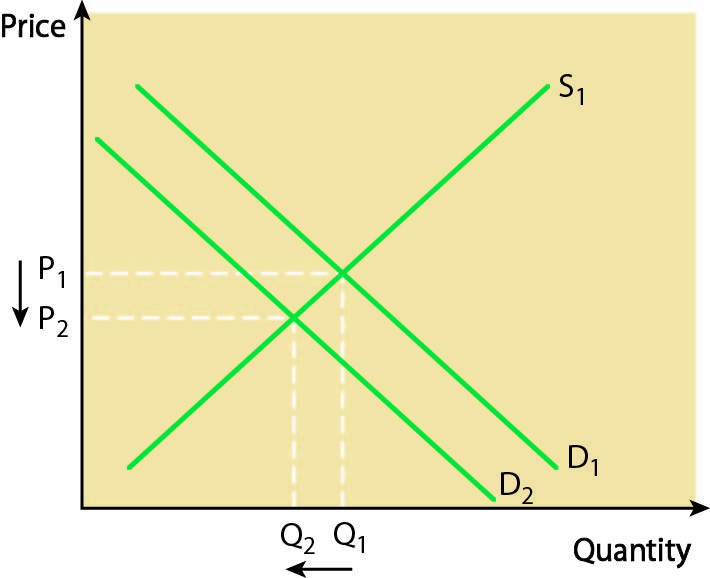 Price
S₁
P₁
P₂
D₁
D₂
Q₂ Q₁
Quantity